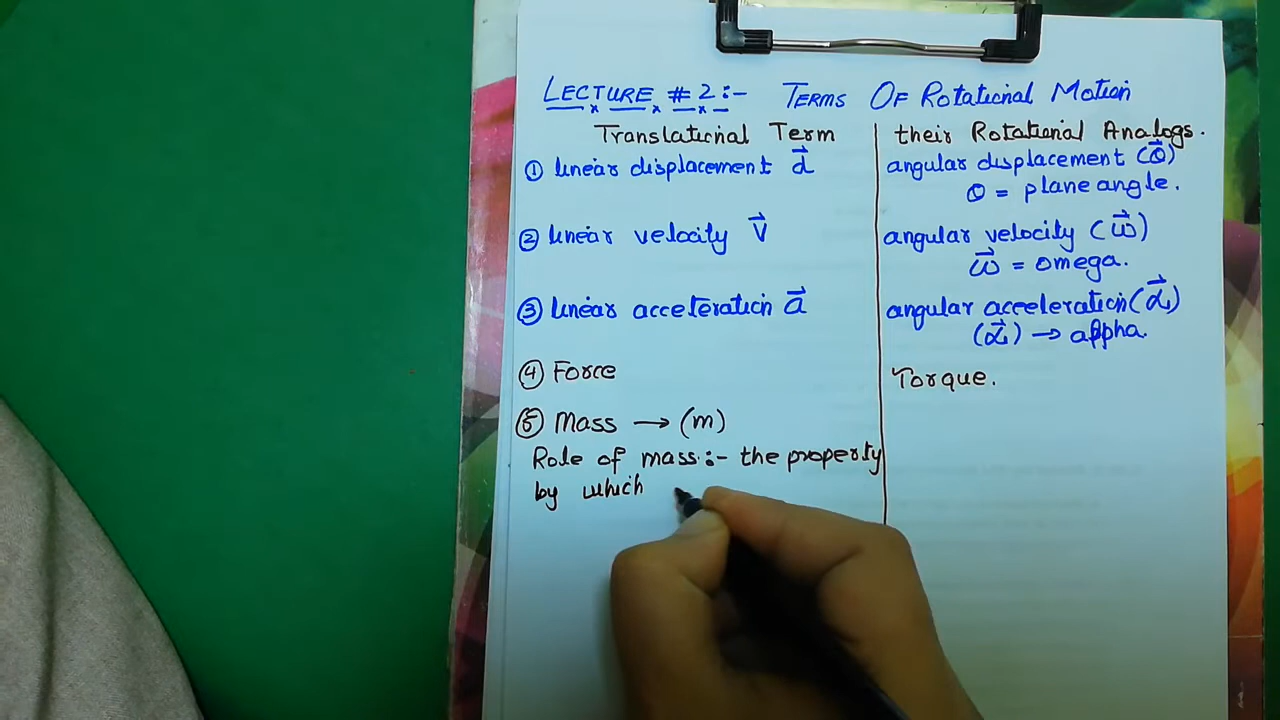 LECTURE # 2 :- TERMS OF Rotational Motion
Translational Term
their Rotational Analogs.
① linear displacement d⃗
angular displacement (θ⃗)
θ = plane angle.
② linear velocity V⃗
angular velocity (ω⃗)
ω⃗ = omega.
③ linear acceleration a⃗
angular acceleration (α⃗)
(α⃗) → alpha.
④ Force
Torque.
⑤ Mass → (m)
Role of mass :- the property
by which